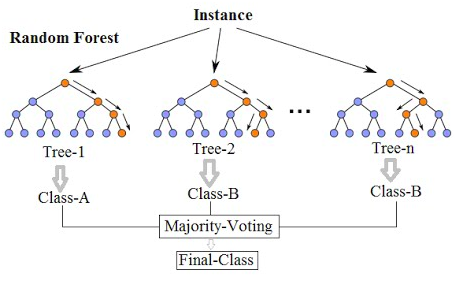 Instance
Random Forest
...
Tree-1
Tree-2
Tree-n
Class-A
Class-B
Class-B
Majority-Voting
Final-Class